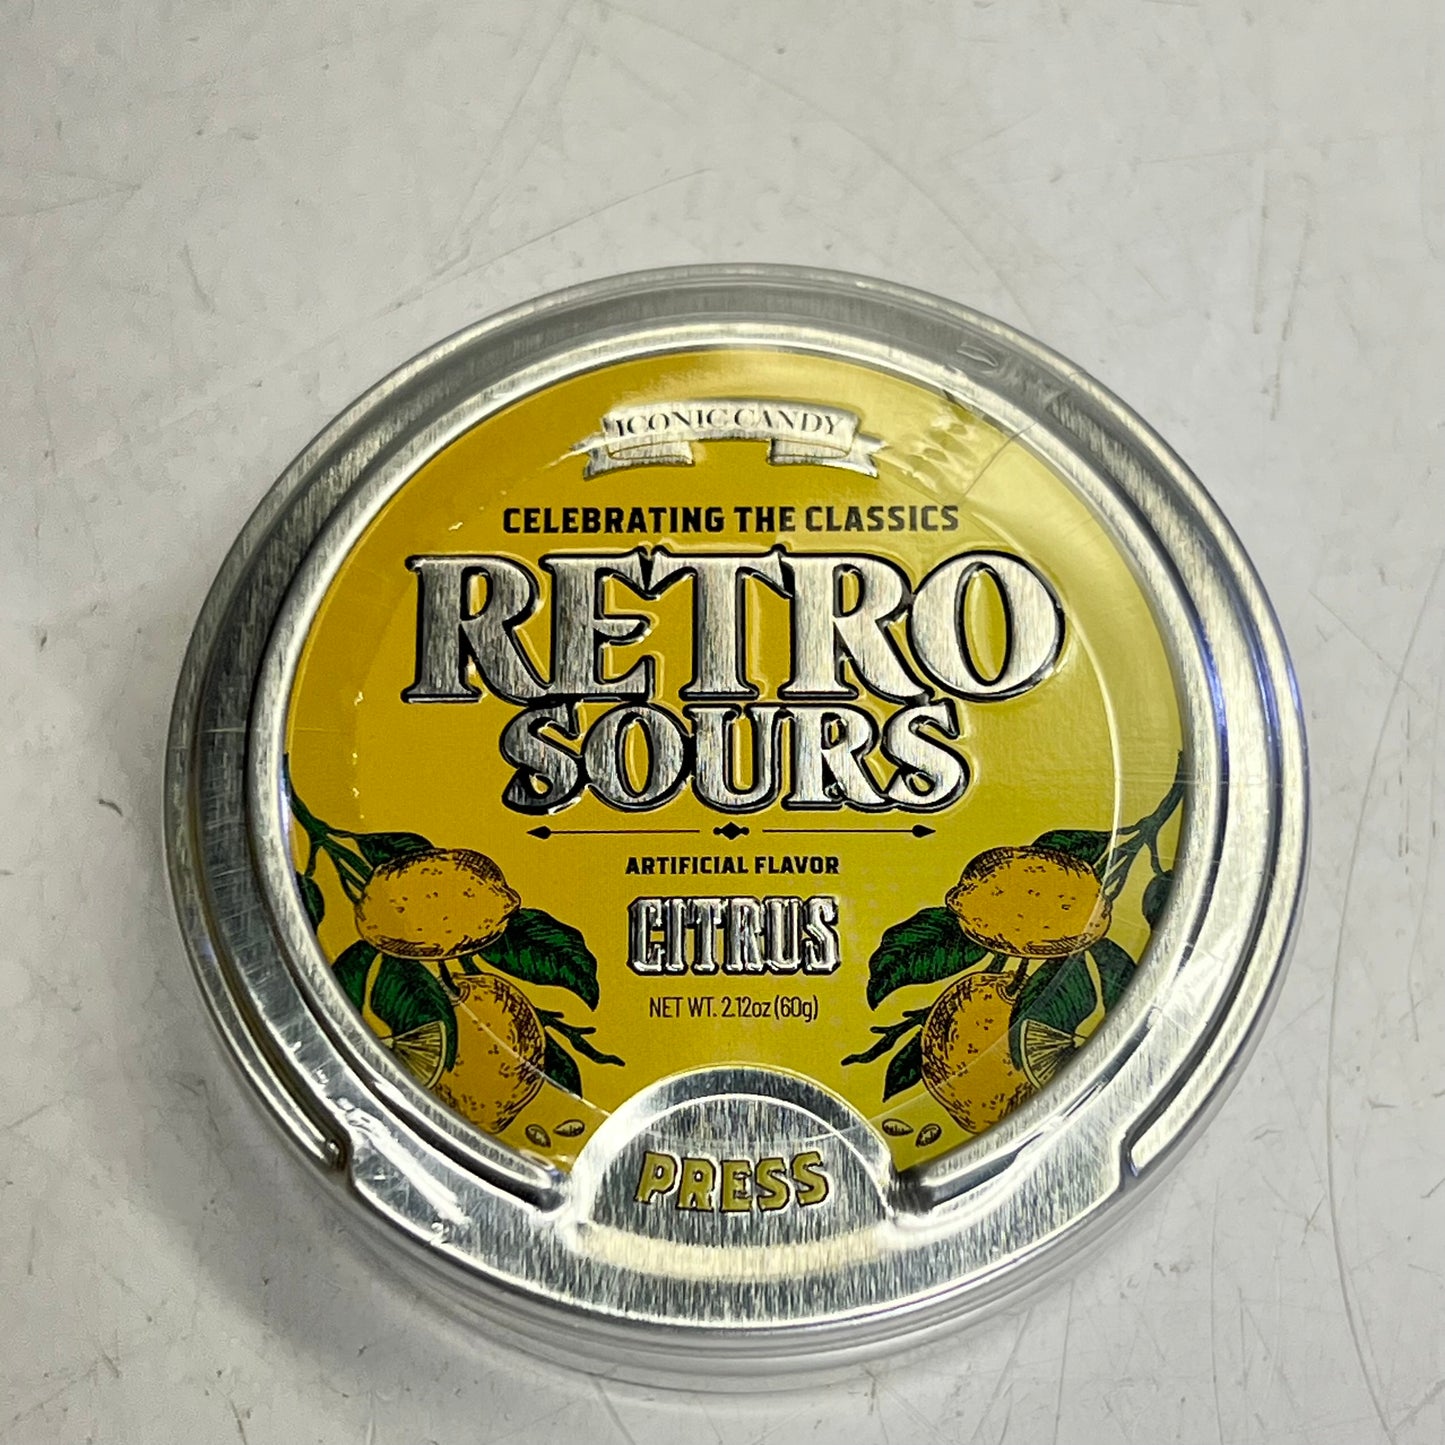 ICONIC CANDY
CELEBRATING THE CLASSICS
RETRO
SOURS
ARTIFICIAL FLAVOR
CITRUS
NET WT. 2.12oz (60g)
PRESS